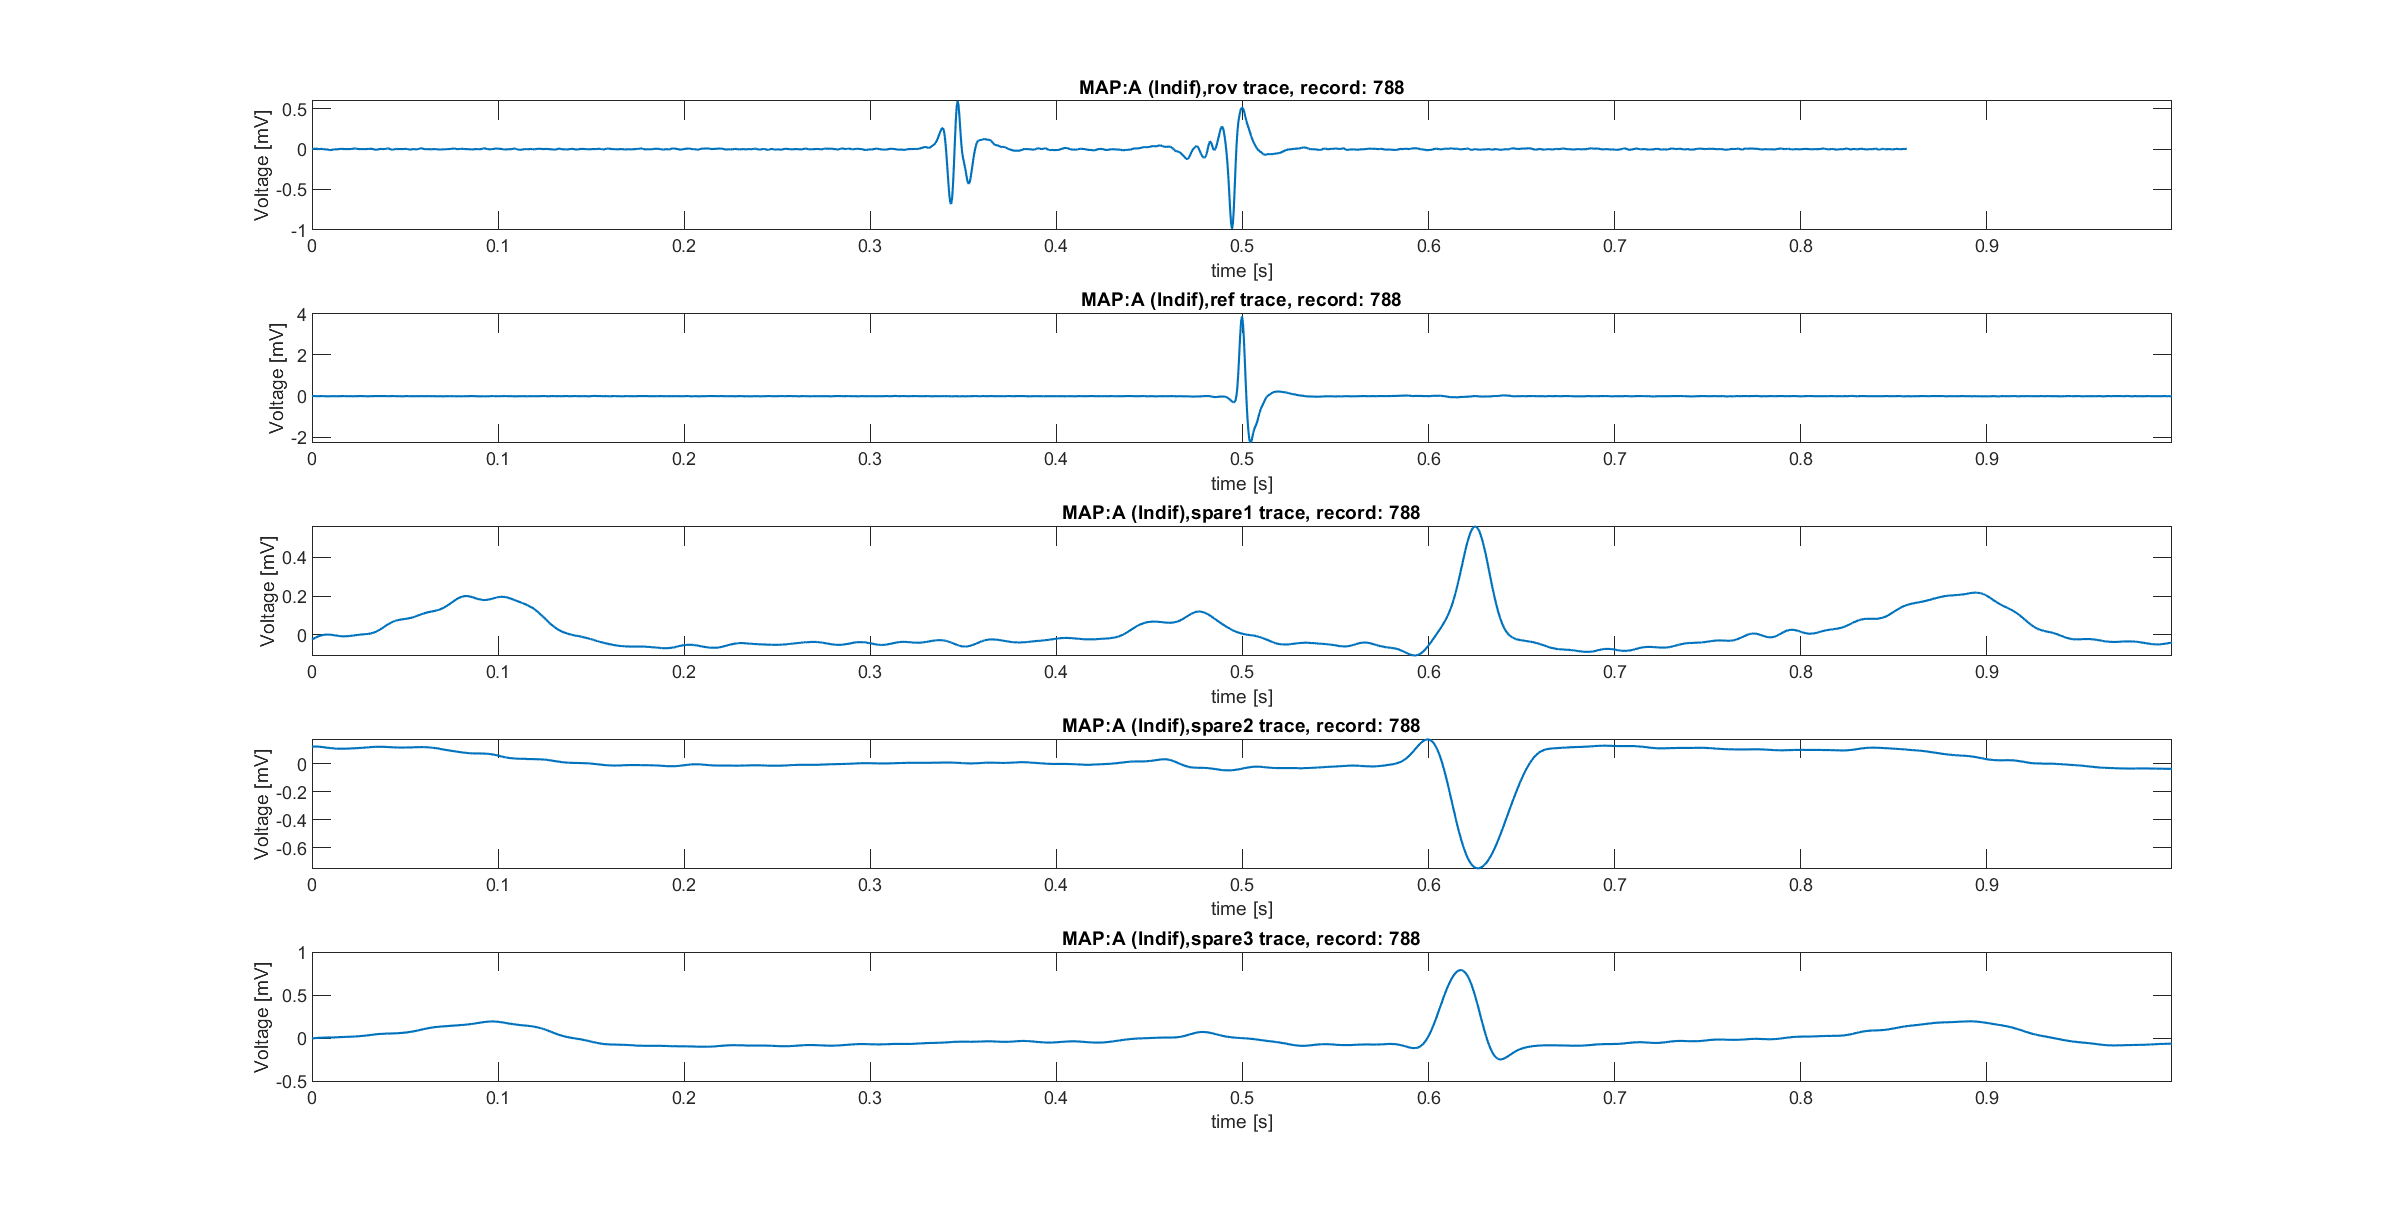 MAP:A (Indif),rov trace, record: 788
Voltage [mV]
0.5
0
-0.5
-1
0 0.1 0.2 0.3 0.4 0.5 0.6 0.7 0.8 0.9
time [s]
MAP:A (Indif),ref trace, record: 788
Voltage [mV]
4
2
0
-2
0 0.1 0.2 0.3 0.4 0.5 0.6 0.7 0.8 0.9
time [s]
MAP:A (Indif),spare1 trace, record: 788
Voltage [mV]
0.4
0.2
0
0 0.1 0.2 0.3 0.4 0.5 0.6 0.7 0.8 0.9
time [s]
MAP:A (Indif),spare2 trace, record: 788
Voltage [mV]
0
-0.2
-0.4
-0.6
0 0.1 0.2 0.3 0.4 0.5 0.6 0.7 0.8 0.9
time [s]
MAP:A (Indif),spare3 trace, record: 788
Voltage [mV]
1
0.5
0
-0.5
0 0.1 0.2 0.3 0.4 0.5 0.6 0.7 0.8 0.9
time [s]